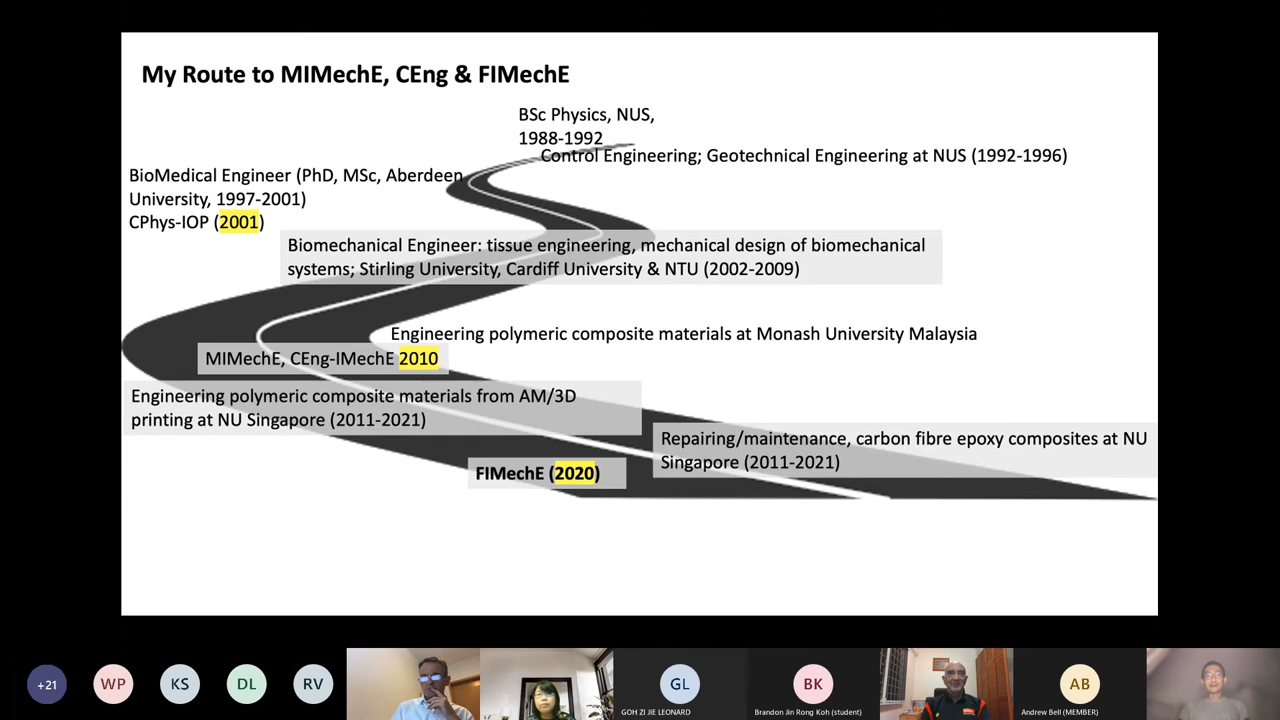 My Route to MIMechE, CEng & FIMechE
BSc Physics, NUS,
1988-1992
Control Engineering; Geotechnical Engineering at NUS (1992-1996)
BioMedical Engineer (PhD, MSc, Aberdeen
University, 1997-2001)
CPhys-IOP (2001)
Biomechanical Engineer: tissue engineering, mechanical design of biomechanical
systems; Stirling University, Cardiff University & NTU (2002-2009)
Engineering polymeric composite materials at Monash University Malaysia
MIMechE, CEng-IMechE 2010
Engineering polymeric composite materials from AM/3D
printing at NU Singapore (2011-2021)
Repairing/maintenance, carbon fibre epoxy composites at NU
Singapore (2011-2021)
FIMechE (2020)
+21
WP
KS
DL
RV
GL
GOH ZI JIE LEONARD
BK
Brandon Jin Rong Koh (student)
AB
Andrew Bell (MEMBER)